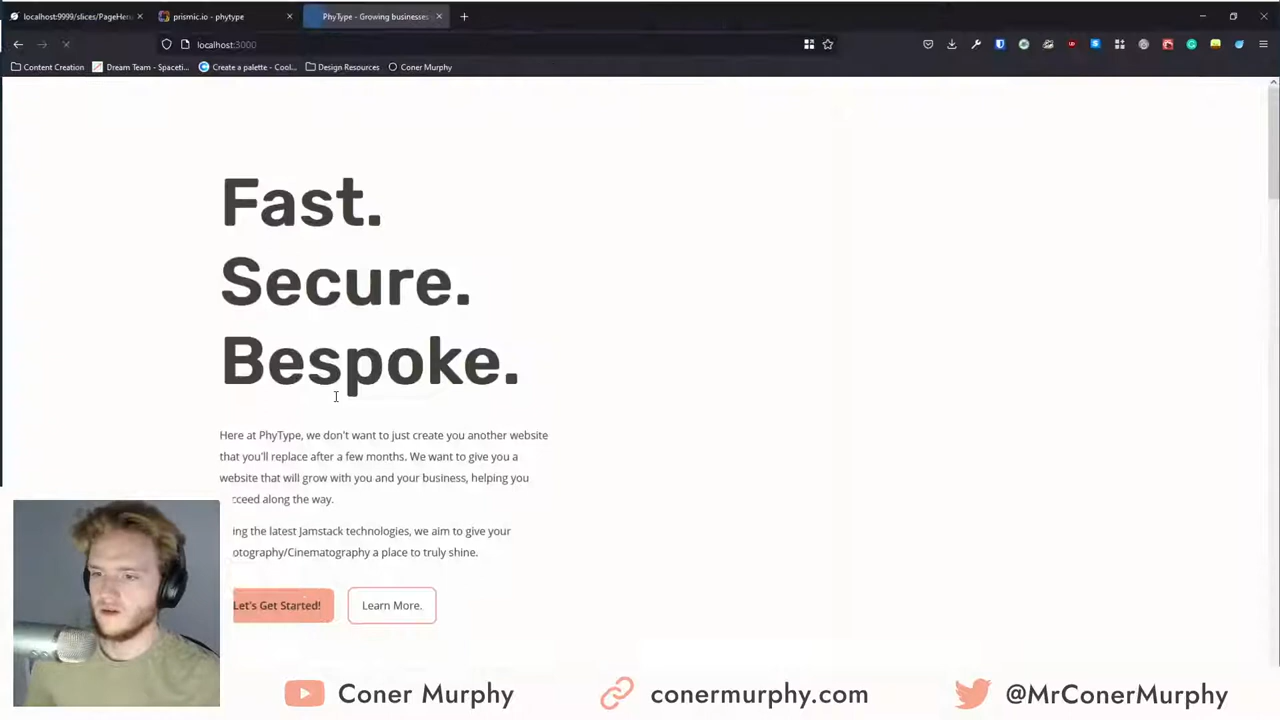 localhost:9999/slices/PageHer
prismic.io - phytype
PhyType - Growing businesses
localhost:3000
Content Creation
Dream Team - Spaceti...
Create a palette - Cool...
Design Resources
Coner Murphy
Fast.
Secure.
Bespoke.
Here at PhyType, we don't want to just create you another website
that you'll replace after a few months. We want to give you a
website that will grow with you and your business, helping you
cceed along the way.
ing the latest Jamstack technologies, we aim to give your
otography/Cinematography a place to truly shine.
Let's Get Started!
Learn More.
Coner Murphy
conermurphy.com
@MrConerMurphy